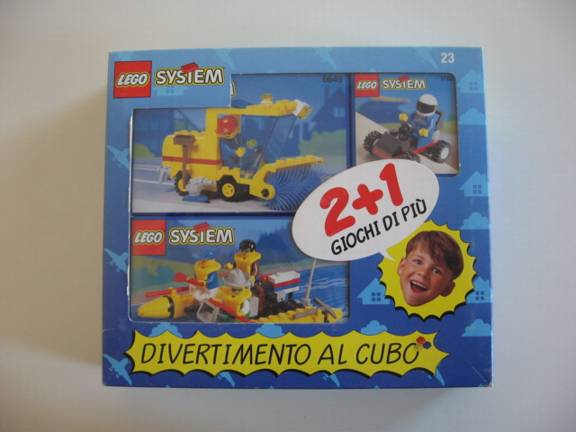 23
LEGO SYSTEM
LEGO SYSTEM
2+1
GIOCHI DI PIÙ
LEGO SYSTEM
DIVERTIMENTO AL CUBO